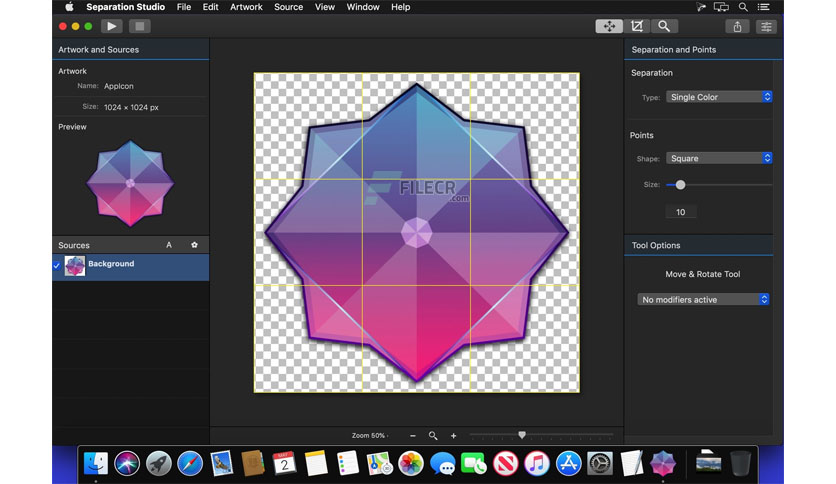 Separation Studio File Edit Artwork Source View Window Help
Artwork and Sources
Separation and Points
Artwork
Name: AppIcon
Size: 1024 × 1024 px
Preview
Separation
Type: Single Color
Points
Shape: Square
Size:
10
FILECR
.com
Sources A
Background
Tool Options
Move & Rotate Tool
No modifiers active
Zoom 50%
MAR
2